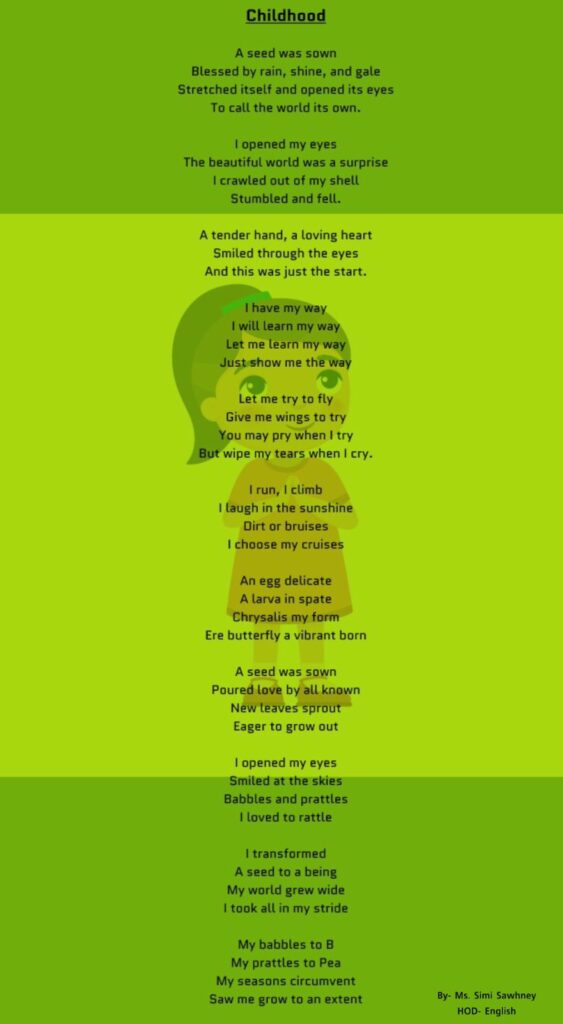 Childhood
A seed was sown
Blessed by rain, shine, and gale
Stretched itself and opened its eyes
To call the world its own.
I opened my eyes
The beautiful world was a surprise
I crawled out of my shell
Stumbled and fell.
A tender hand, a loving heart
Smiled through the eyes
And this was just the start.
I have my way
I will learn my way
Let me learn my way
Just show me the way
Let me try to fly
Give me wings to try
You may pry when I try
But wipe my tears when I cry.
I run, I climb
I laugh in the sunshine
Dirt or bruises
I choose my cruises
An egg delicate
A larva in spate
Chrysalis my form
Ere butterfly a vibrant born
A seed was sown
Poured love by all known
New leaves sprout
Eager to grow out
I opened my eyes
Smiled at the skies
Babbles and prattles
I loved to rattle
I transformed
A seed to a being
My world grew wide
I took all in my stride
My babbles to B
My prattles to Pea
My seasons circumvent
Saw me grow to an extent
By- Ms. Simi Sawhney
HOD- English